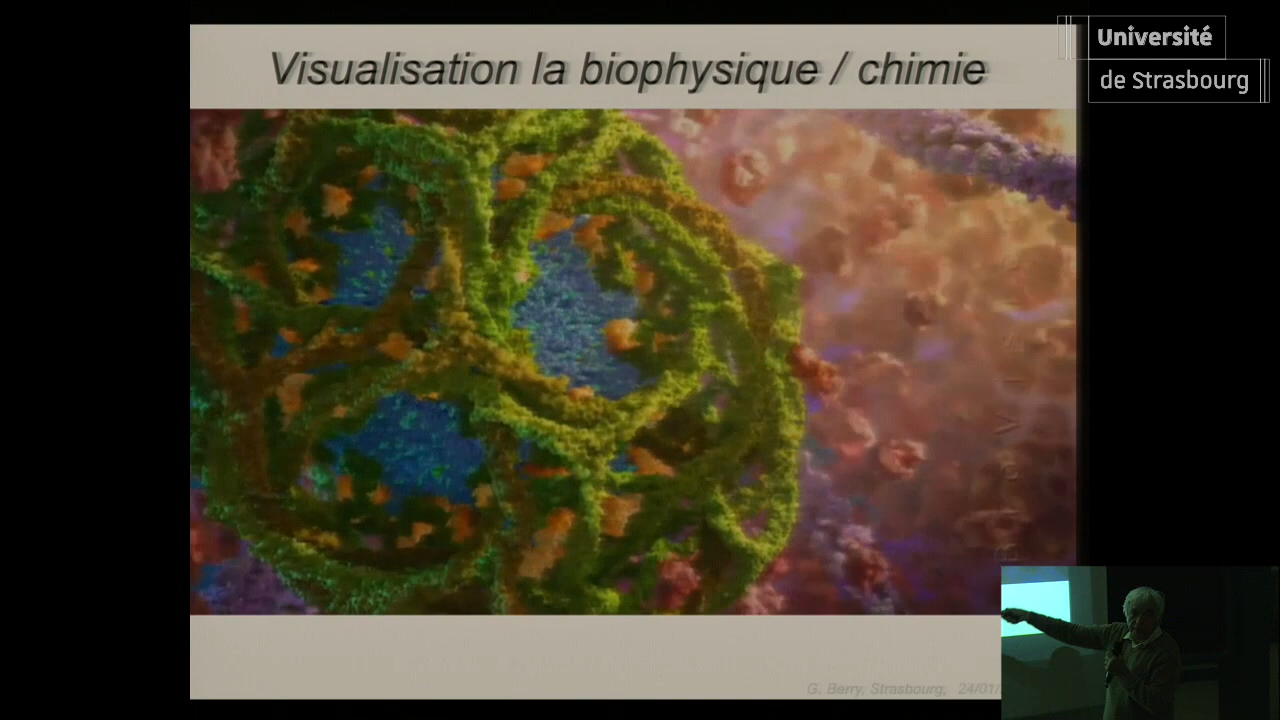 Visualisation la biophysique / chimie
Université
de Strasbourg
G. Berry, Strasbourg, 24/01/